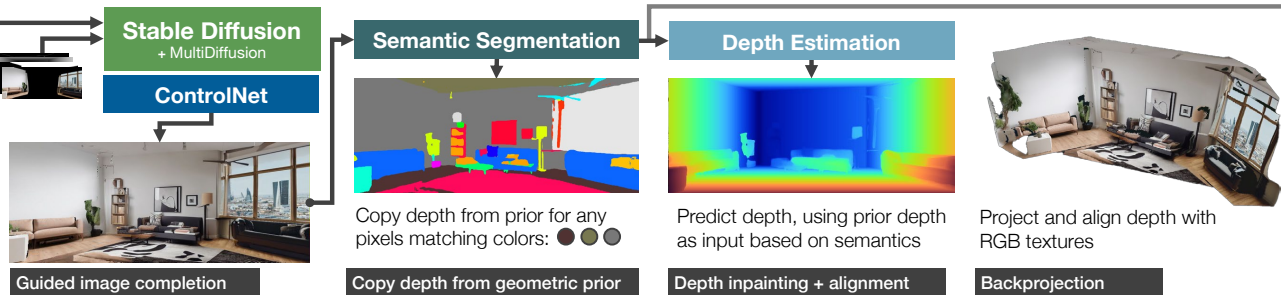 Stable Diffusion
+ MultiDiffusion
ControlNet
Guided image completion
Semantic Segmentation
Copy depth from prior for any
pixels matching colors:
Copy depth from geometric prior
Depth Estimation
Predict depth, using prior depth
as input based on semantics
Depth inpainting + alignment
Project and align depth with
RGB textures
Backprojection